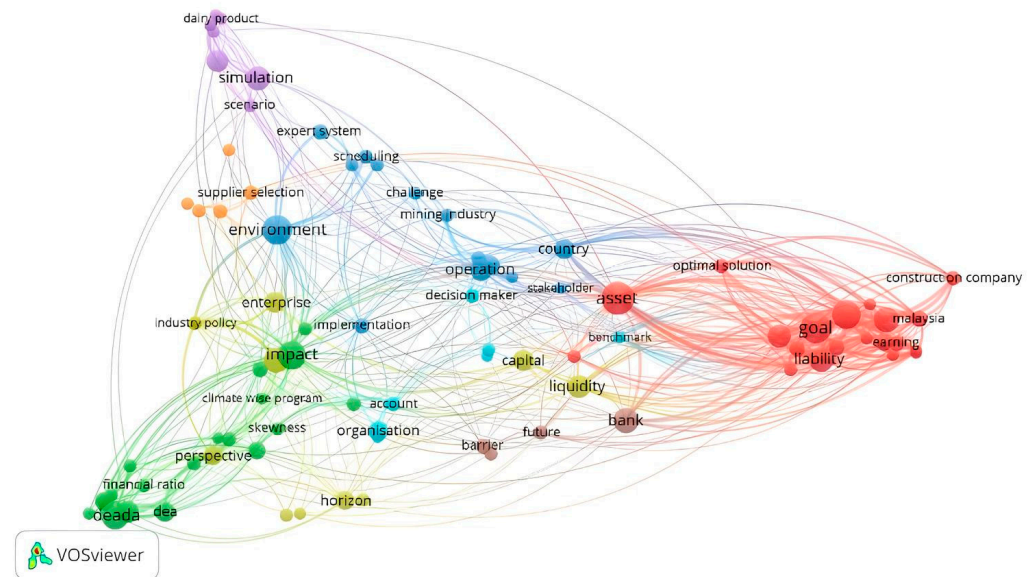 dairy product
simulation
scenario
expert system
scheduling
supplier selection
challenge
mining industry
environment
country
operation
optimal solution
construction company
stakeholder
decision maker
asset
enterprise
industry policy
implementation
goal
malaysia
benchmark
earning
impact
capital
llability
liquidity
climate wise program
account
bank
skewness
organisation
future
barrier
perspective
financial ratio
horizon
deada
dea
VOSviewer